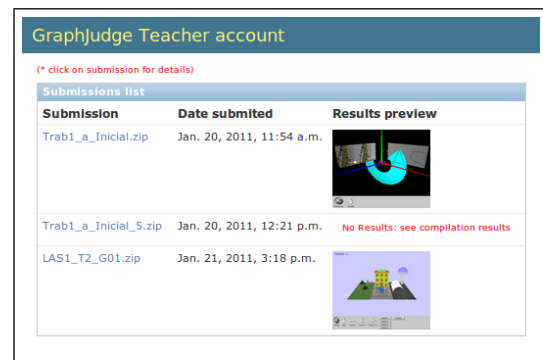 GraphJudge Teacher account
(* click on submission for details)
Submissions list
Submission Date submited Results preview
Trab1_a_Inicial.zip Jan. 20, 2011, 11:54 a.m.
Trab1_a_Inicial_5.zip Jan. 20, 2011, 12:21 p.m. No Results: see compilation results
LAS1_T2_G01.zip Jan. 21, 2011, 3:18 p.m.